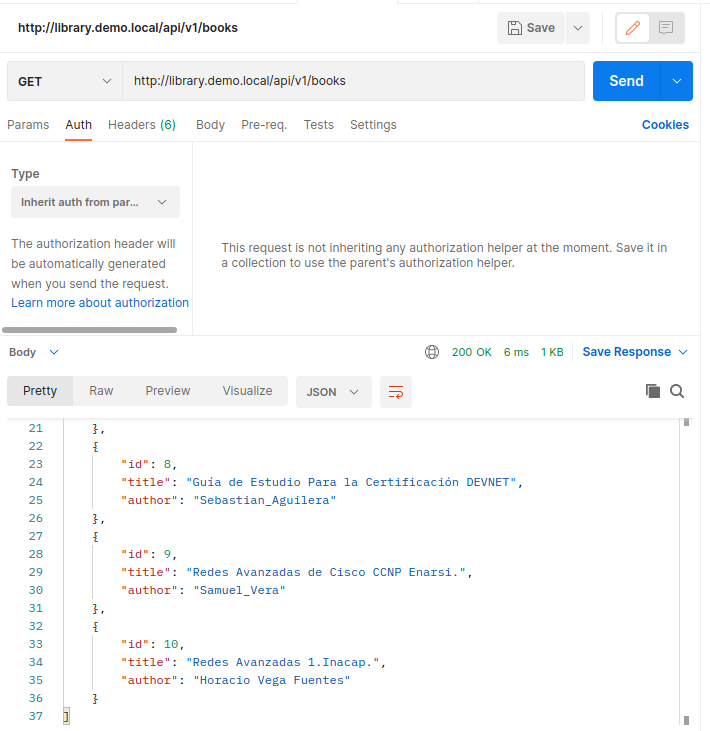 http://library.demo.local/api/v1/books
Save
GET
http://library.demo.local/api/v1/books
Send
Params Auth Headers (6) Body Pre-req. Tests Settings Cookies
Type
Inherit auth from par...
The authorization header will
be automatically generated
when you send the request.
Learn more about authorization
This request is not inheriting any authorization helper at the moment. Save it in
a collection to use the parent's authorization helper.
Body 200 OK 6 ms 1 KB Save Response
Pretty Raw Preview Visualize JSON
21 },
22 {
23 "id": 8,
24 "title": "Guía de Estudio Para la Certificación DEVNET",
25 "author": "Sebastian_Aguilera"
26 },
27 {
28 "id": 9,
29 "title": "Redes Avanzadas de Cisco CCNP Enarsi.",
30 "author": "Samuel_Vera"
31 },
32 {
33 "id": 10,
34 "title": "Redes Avanzadas 1.Inacap.",
35 "author": "Horacio Vega Fuentes"
36 }
37 ]